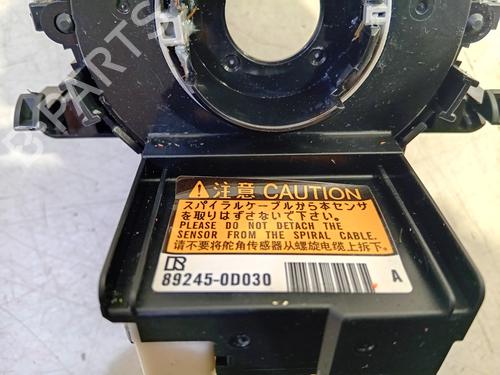 B-PARTS
注意 CAUTION
スパイラルケーブルから本センサ
を取りはずさないで下さい。
PLEASE DO NOT DETACH THE
SENSOR FROM THE SPIRAL CABLE.
请不要将舵角传感器从螺旋电缆上拆下。
89245-0D030 A